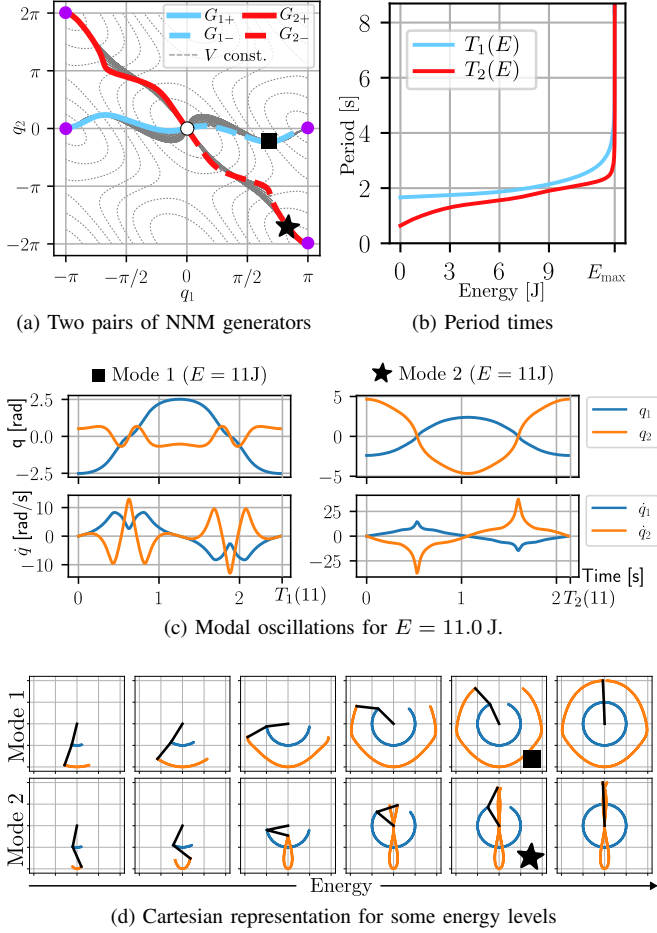 2π
π
0
−π
−2π
q₂
G₁₊
G₂₊
G₁₋
G₂₋
V const.
−π
−π/2
0
π/2
π
q₁
(a) Two pairs of NNM generators
8
6
4
2
0
Period [s]
T₁(E)
T₂(E)
0
3
6
9
E_max
Energy [J]
(b) Period times
Mode 1 (E = 11J)
Mode 2 (E = 11J)
2.5
0.0
−2.5
q [rad]
5
0
−5
q₁
q₂
10
0
−10
q̇ [rad/s]
25
0
−25
q̇₁
q̇₂
0
1
2
T₁(11)
0
1
2
T₂(11)
Time [s]
(c) Modal oscillations for E = 11.0 J.
Mode 1
Mode 2
Energy
(d) Cartesian representation for some energy levels